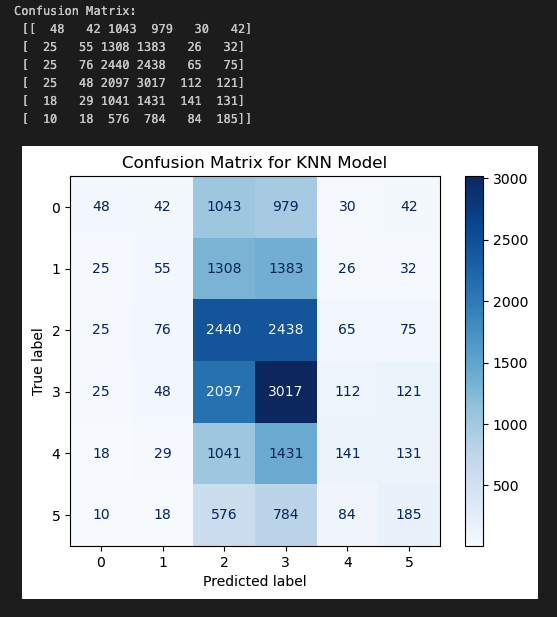 Confusion Matrix:
[[ 48 42 1043 979 30 42]
[ 25 55 1308 1383 26 32]
[ 25 76 2440 2438 65 75]
[ 25 48 2097 3017 112 121]
[ 18 29 1041 1431 141 131]
[ 10 18 576 784 84 185]]
Confusion Matrix for KNN Model
0 48 42 1043 979 30 42
1 25 55 1308 1383 26 32
2 25 76 2440 2438 65 75
3 25 48 2097 3017 112 121
4 18 29 1041 1431 141 131
5 10 18 576 784 84 185
0 1 2 3 4 5
Predicted label
True label
3000
2500
2000
1500
1000
500